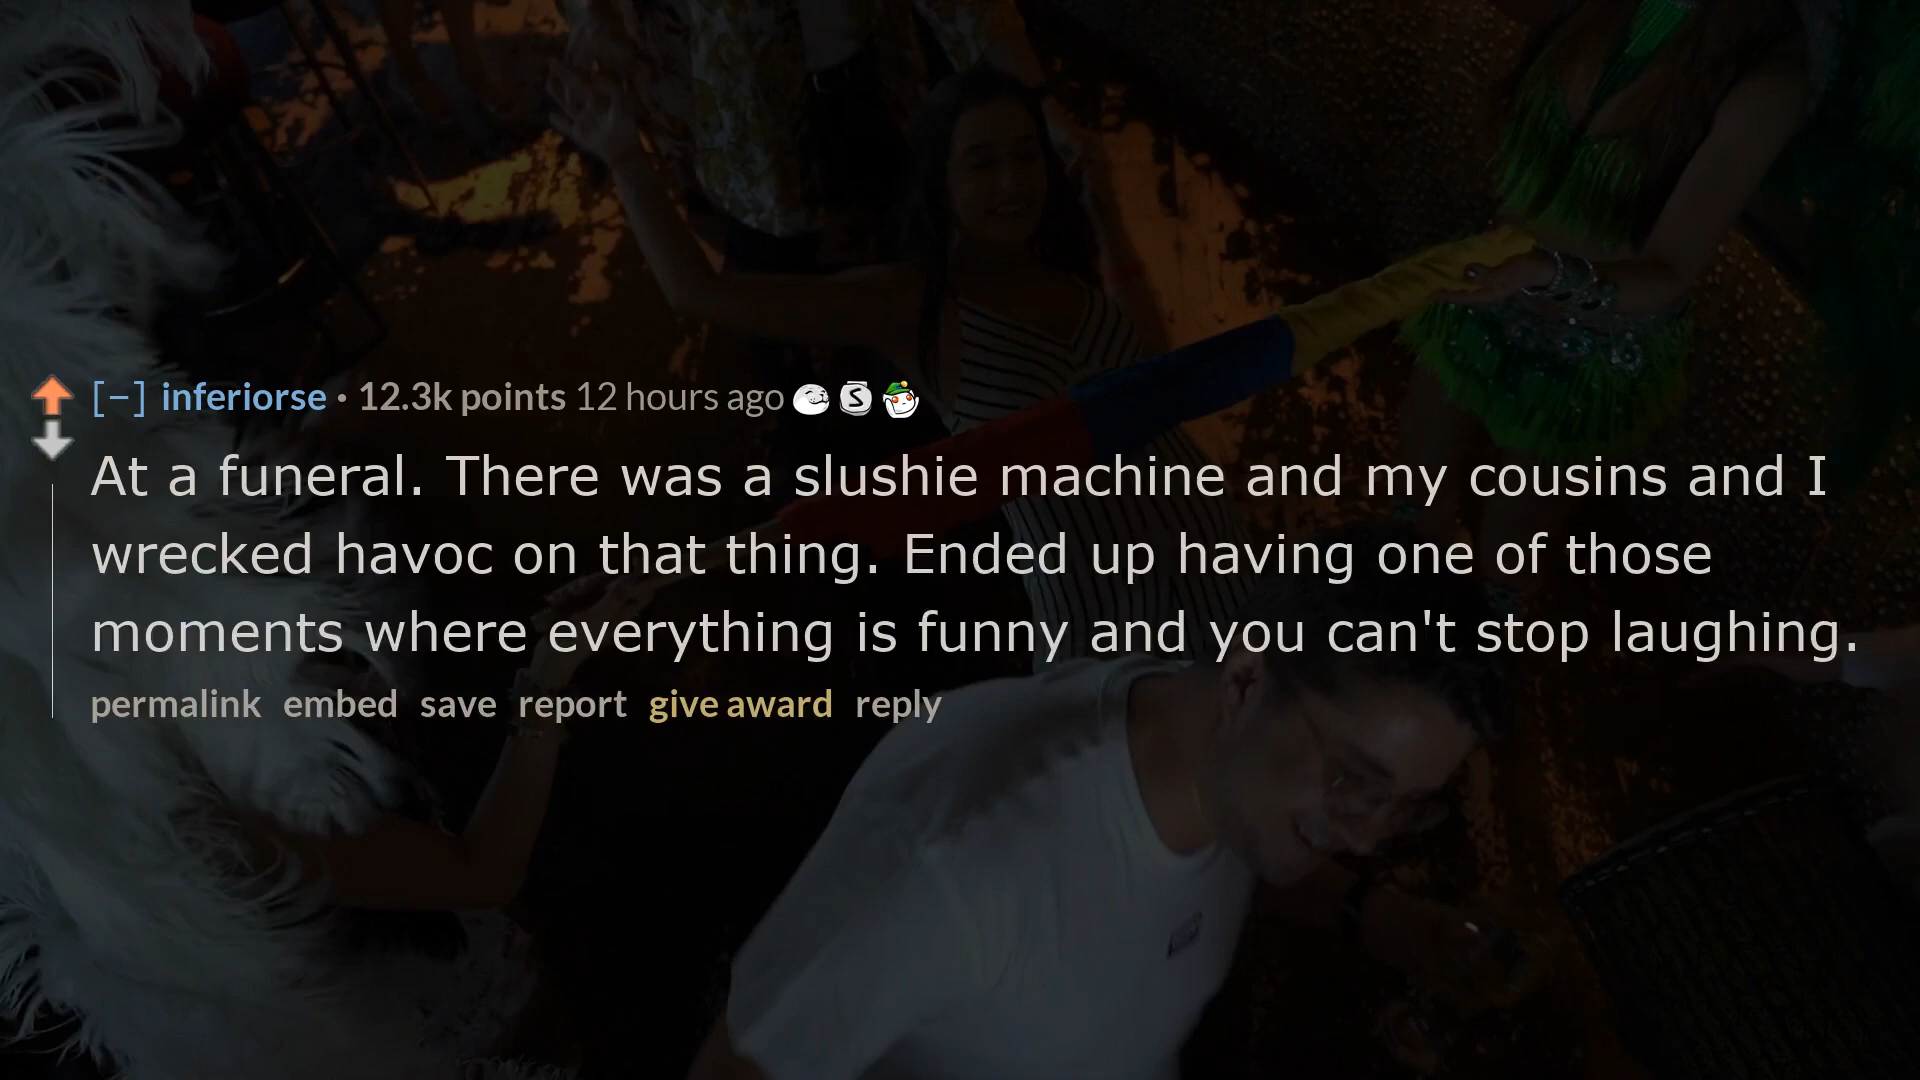 [–] inferiorse · 12.3k points 12 hours ago S
At a funeral. There was a slushie machine and my cousins and I
wrecked havoc on that thing. Ended up having one of those
moments where everything is funny and you can't stop laughing.
permalink embed save report give award reply